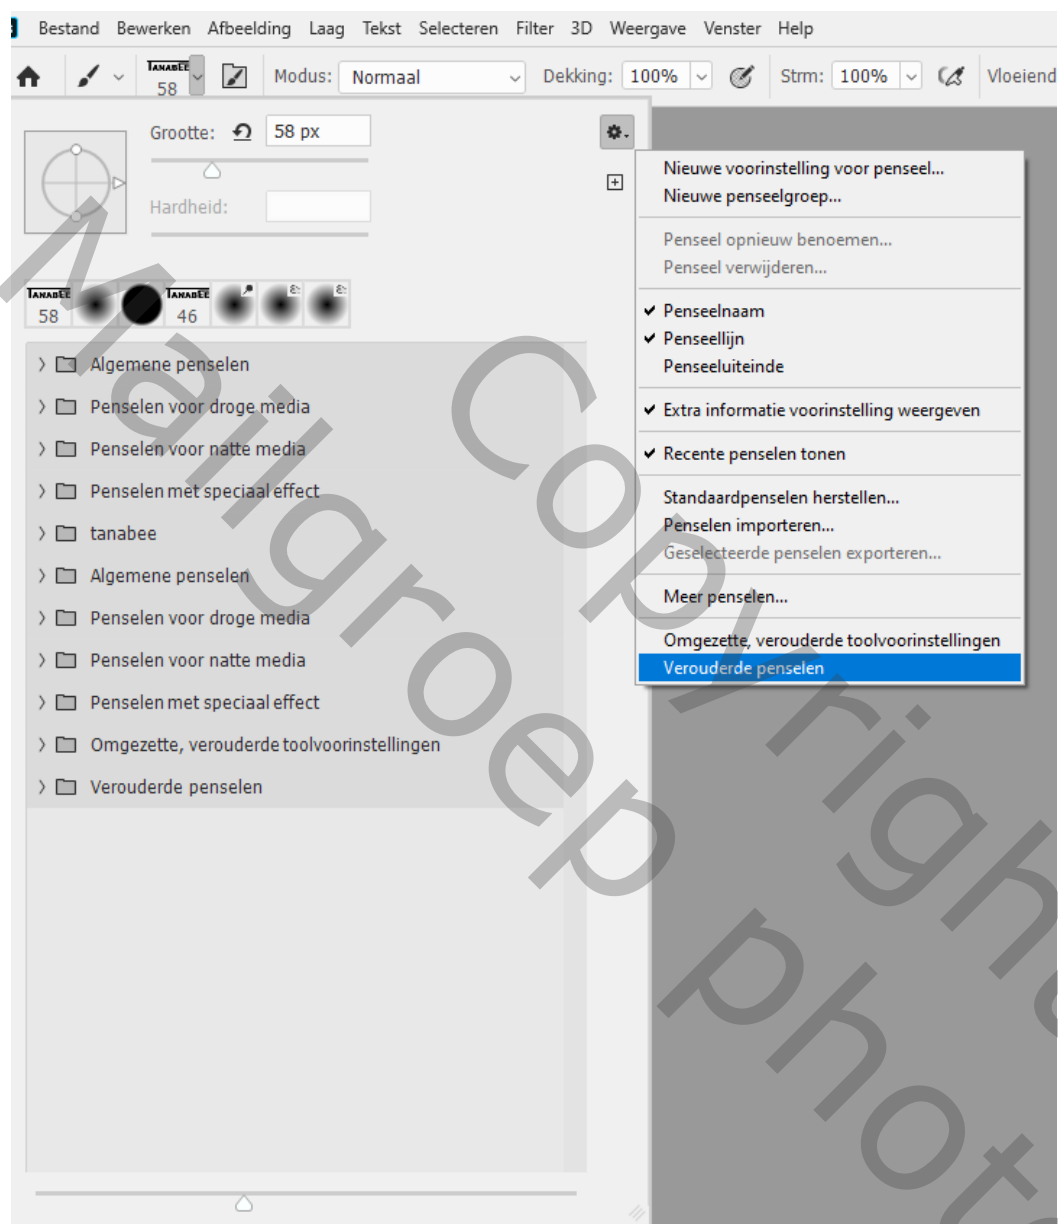 Bestand Bewerken Afbeelding Laag Tekst Selecteren Filter 3D Weergave Venster Help
TANABEE
58
Modus: Normaal Dekking: 100% Strm: 100% Vloeiend
Grootte: 58 px
Hardheid:
TANABEE
58
TANABEE
46
Algemene penselen
Penselen voor droge media
Penselen voor natte media
Penselen met speciaal effect
tanabee
Algemene penselen
Penselen voor droge media
Penselen voor natte media
Penselen met speciaal effect
Omgezette, verouderde toolvoorinstellingen
Verouderde penselen
Nieuwe voorinstelling voor penseel...
Nieuwe penseelgroep...
Penseel opnieuw benoemen...
Penseel verwijderen...
Penseelnaam
Penseellijn
Penseeluiteinde
Extra informatie voorinstelling weergeven
Recente penselen tonen
Standaardpenselen herstellen...
Penselen importeren...
Geselecteerde penselen exporteren...
Meer penselen...
Omgezette, verouderde toolvoorinstellingen
Verouderde penselen
Copyright
Mailgroep phot